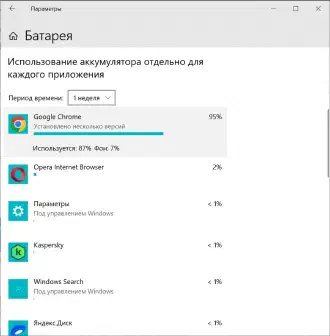 Параметры
Батарея
Использование аккумулятора отдельно для
каждого приложения
Период времени: 1 неделя
Google Chrome 95%
Установлено несколько версий
Используется: 87% Фон: 7%
Opera Internet Browser 2%
Параметры < 1%
Под управлением Windows
Kaspersky < 1%
Windows Search < 1%
Под управлением Windows
Яндекс.Диск < 1%